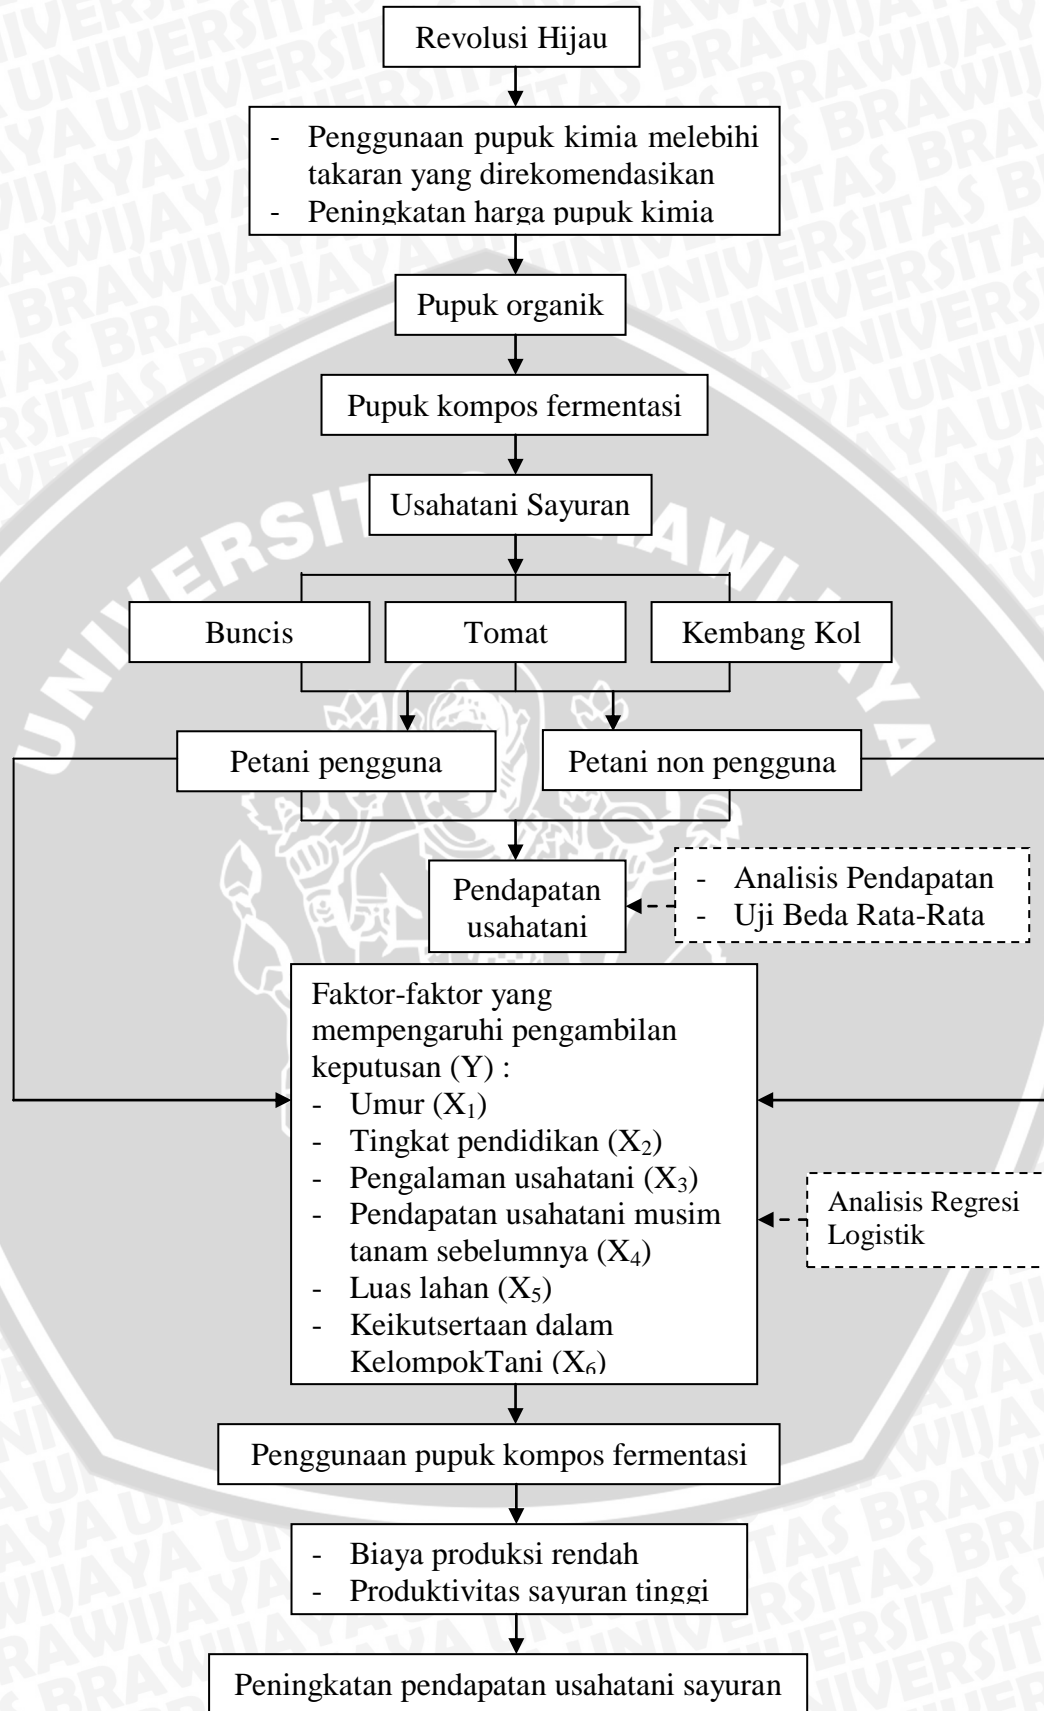 Revolusi Hijau
- Penggunaan pupuk kimia melebihi
takaran yang direkomendasikan
- Peningkatan harga pupuk kimia
Pupuk organik
Pupuk kompos fermentasi
Usahatani Sayuran
Buncis
Tomat
Kembang Kol
Petani pengguna
Petani non pengguna
Pendapatan
usahatani
- Analisis Pendapatan
- Uji Beda Rata-Rata
Faktor-faktor yang
mempengaruhi pengambilan
keputusan (Y) :
- Umur (X₁)
- Tingkat pendidikan (X₂)
- Pengalaman usahatani (X₃)
- Pendapatan usahatani musim
tanam sebelumnya (X₄)
- Luas lahan (X₅)
- Keikutsertaan dalam
KelompokTani (X₆)
Analisis Regresi
Logistik
Penggunaan pupuk kompos fermentasi
- Biaya produksi rendah
- Produktivitas sayuran tinggi
Peningkatan pendapatan usahatani sayuran